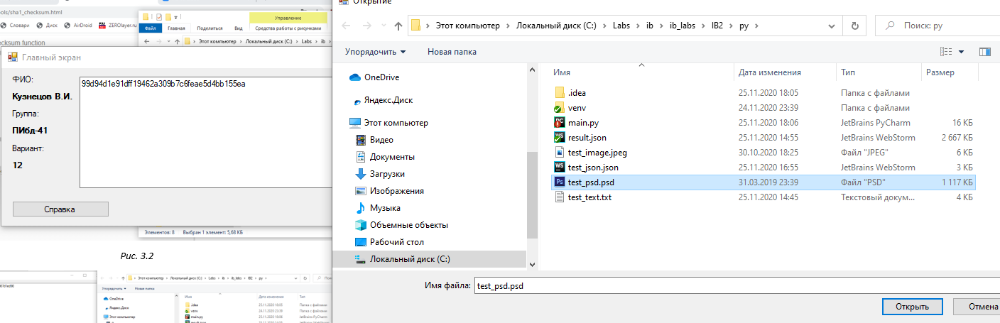 ools/sha1_checksum.html
Словари
Диск
AirDroid
ZEROlayer.ru
ecksum function
Управление
Файл
Главная
Поделиться
Вид
Средства работы с рисунками
Этот компьютер > Локальный диск (C:) > Labs > ib
Главный экран
ФИО:
Кузнецов В.И.
Группа:
ПИбд-41
Вариант:
12
99d94d1e91dff19462a309b7c6feae5d4bb155ea
Справка
Элементов: 8 Выбран 1 элемент: 5,68 КБ
Рис. 3.2
Этот компьютер > Локальный диск (C:) > Labs > ib > ib_labs > IB2 > py
Упорядочить
Новая папка
OneDrive
Яндекс.Диск
Этот компьютер
Имя
Дата изменения
Тип
.idea 25.11.2020 18:05 Папка с файлами
venv 24.11.2020 23:39 Папка с файлами
main.py 25.11.2020 18:06 JetBrains PyCharm
Открытие
Этот компьютер > Локальный диск (C:) > Labs > ib > ib_labs > IB2 > py >
Поиск: py
Упорядочить
Новая папка
OneDrive
Яндекс.Диск
Этот компьютер
Видео
Документы
Загрузки
Изображения
Музыка
Объемные объекты
Рабочий стол
Локальный диск (C:)
Имя Дата изменения Тип Размер
.idea 25.11.2020 18:05 Папка с файлами
venv 24.11.2020 23:39 Папка с файлами
main.py 25.11.2020 18:06 JetBrains PyCharm 16 КБ
result.json 25.11.2020 14:55 JetBrains WebStorm 2 667 КБ
test_image.jpeg 30.10.2020 18:25 Файл "JPEG" 6 КБ
test_json.json 25.11.2020 16:55 JetBrains WebStorm 3 КБ
test_psd.psd 31.03.2019 23:39 Файл "PSD" 1 117 КБ
test_text.txt 25.11.2020 14:45 Текстовый докум... 4 КБ
Имя файла: test_psd.psd
Открыть
Отмена